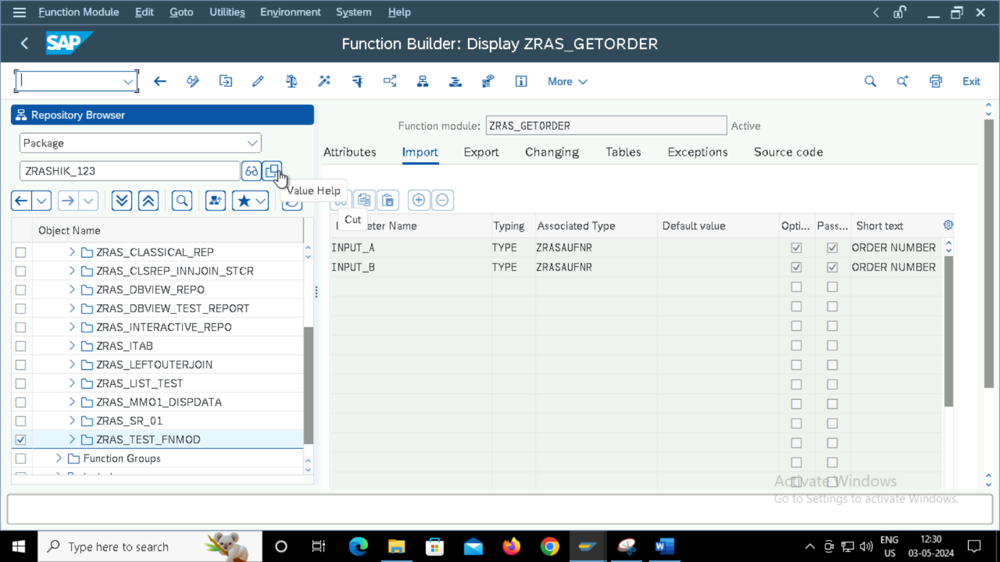 Function Module Edit Goto Utilities Environment System Help
SAP Function Builder: Display ZRAS_GETORDER
More Exit
Repository Browser
Function module: ZRAS_GETORDER Active
Package
Attributes Import Export Changing Tables Exceptions Source code
ZRASHIK_123
Value Help
Cut
Object Name
eter Name Typing Associated Type Default value Opti... Pass... Short text
INPUT_A TYPE ZRASAUFNR ORDER NUMBER
INPUT_B TYPE ZRASAUFNR ORDER NUMBER
ZRAS_CLASSICAL_REP
ZRAS_CLSREP_INNJOIN_STCR
ZRAS_DBVIEW_REPO
ZRAS_DBVIEW_TEST_REPORT
ZRAS_INTERACTIVE_REPO
ZRAS_ITAB
ZRAS_LEFTOUTERJOIN
ZRAS_LIST_TEST
ZRAS_MM01_DISPDATA
ZRAS_SR_01
ZRAS_TEST_FNMOD
Function Groups
Activate Windows
Go to Settings to activate Windows.
Type here to search
ENG
US
12:30
03-05-2024